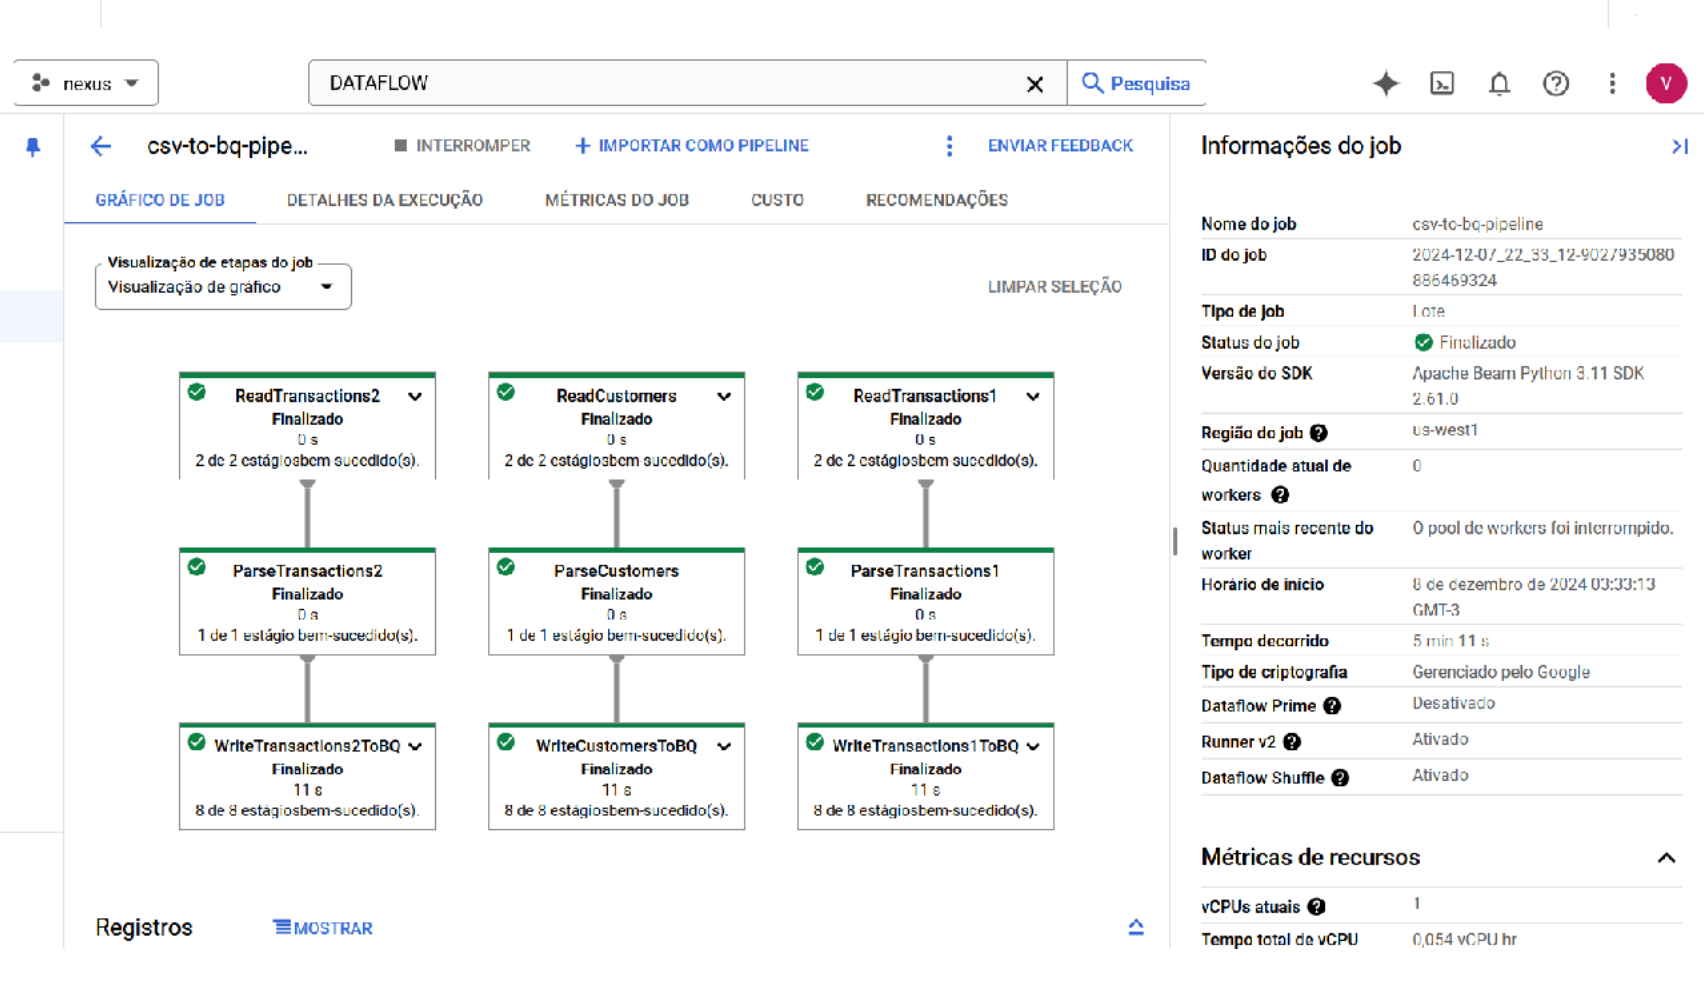 nexus
DATAFLOW
Pesquisa
V
csv-to-bq-pipe...
INTERROMPER
IMPORTAR COMO PIPELINE
ENVIAR FEEDBACK
GRÁFICO DE JOB
DETALHES DA EXECUÇÃO
MÉTRICAS DO JOB
CUSTO
RECOMENDAÇÕES
Visualização de etapas do job
Visualização de gráfico
LIMPAR SELEÇÃO
ReadTransactions2
Finalizado
0 s
2 de 2 estágiosbem-sucedido(s).
ReadCustomers
Finalizado
0 s
2 de 2 estágiosbem-sucedido(s).
ReadTransactions1
Finalizado
0 s
2 de 2 estágiosbem-sucedido(s).
ParseTransactions2
Finalizado
0 s
1 de 1 estágio bem-sucedido(s).
ParseCustomers
Finalizado
0 s
1 de 1 estágio bem-sucedido(s).
ParseTransactions1
Finalizado
0 s
1 de 1 estágio bem-sucedido(s).
WriteTransactions2ToBQ
Finalizado
11 s
8 de 8 estágiosbem-sucedido(s).
WriteCustomersToBQ
Finalizado
11 s
8 de 8 estágiosbem-sucedido(s).
WriteTransactions1ToBQ
Finalizado
11 s
8 de 8 estágiosbem-sucedido(s).
Registros
MOSTRAR
Informações do job
Nome do job csv-to-bq-pipeline
ID do job 2024-12-07_22_33_12-9027935080
886469324
Tipo de job Lote
Status do job Finalizado
Versão do SDK Apache Beam Python 3.11 SDK
2.61.0
Região do job us-west1
Quantidade atual de 0
workers
Status mais recente do O pool de workers foi interrompido.
worker
Horário de início 8 de dezembro de 2024 03:33:13
GMT-3
Tempo decorrido 5 min 11 s
Tipo de criptografia Gerenciado pelo Google
Dataflow Prime Desativado
Runner v2 Ativado
Dataflow Shuffle Ativado
Métricas de recursos
vCPUs atuais 1
Tempo total de vCPU 0,054 vCPU hr